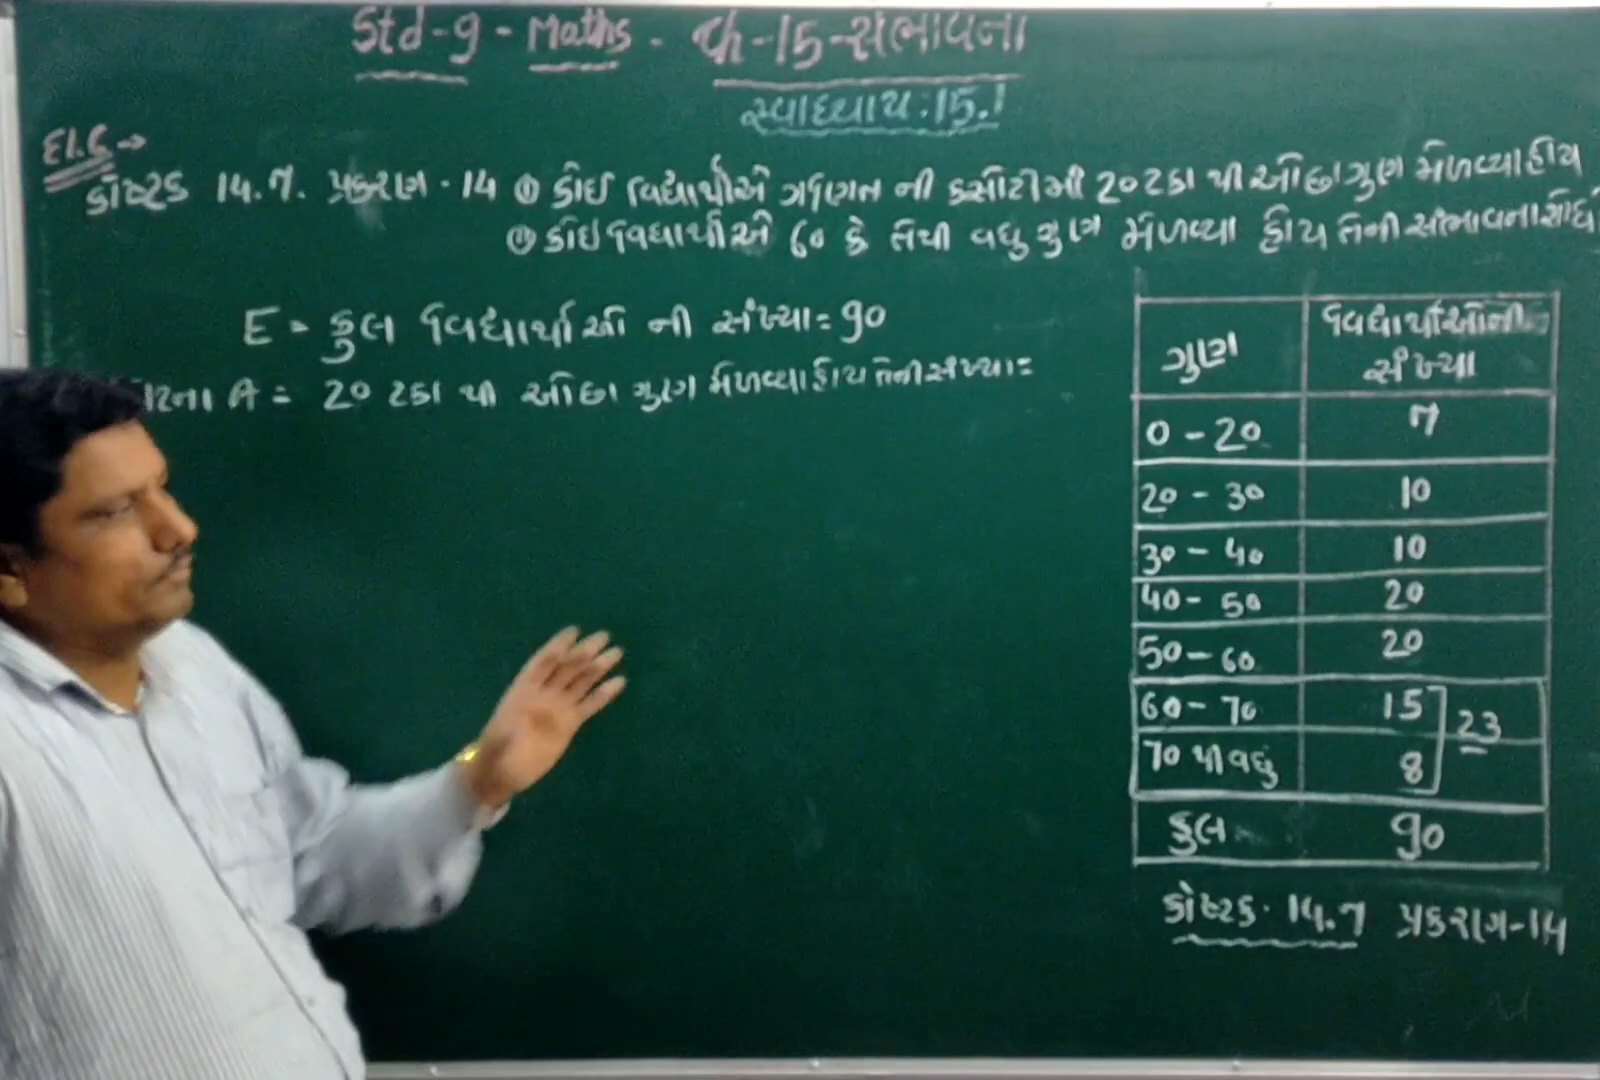 Std-9 - Maths - Ch-15-સંભાવના
સ્વાધ્યાય:15.1
દા.6→
કોષ્ટક 14.7. પ્રકરણ-14 (i) કોઈ વિદ્યાર્થીએ ગણિત ની કસોટીમાં 20 ટકા થી ઓછા ગુણ મેળવ્યા હોય
(ii) કોઈ વિદ્યાર્થીએ 60 કે તેથી વધુ ગુણ મેળવ્યા હોય તેની સંભાવના શોધો
E = કુલ વિદ્યાર્થીઓ ની સંખ્યા = 90
ઘટના A = 20 ટકા થી ઓછા ગુણ મેળવ્યા હોય તેની સંખ્યા =
ગુણ વિદ્યાર્થીઓની સંખ્યા
0 - 20 7
20 - 30 10
30 - 40 10
40 - 50 20
50 - 60 20
60 - 70 15
23
70 થી વધુ 8
કુલ 90
કોષ્ટક. 14.7 પ્રકરણ-14